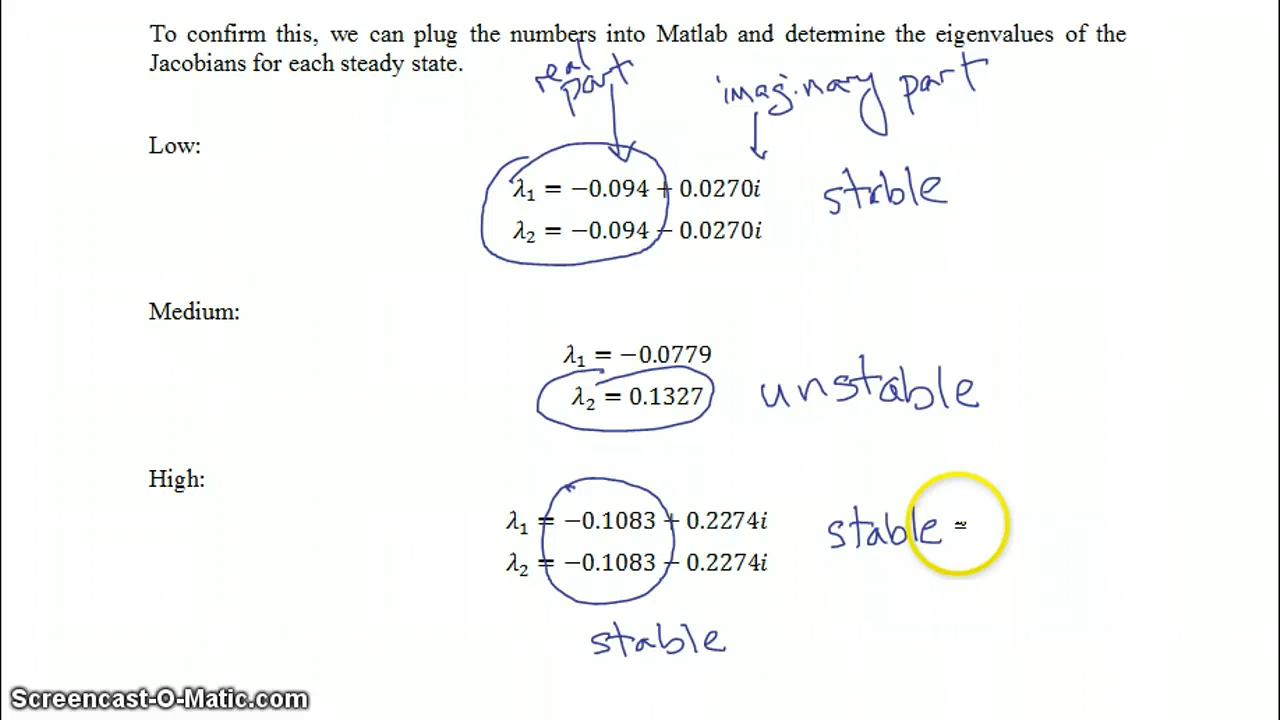 To confirm this, we can plug the numbers into Matlab and determine the eigenvalues of the
Jacobians for each steady state.
real part
imaginary part
Low:
λ₁ = −0.094 + 0.0270i
λ₂ = −0.094 − 0.0270i
stable
Medium:
λ₁ = −0.0779
λ₂ = 0.1327
unstable
High:
λ₁ = −0.1083 + 0.2274i
λ₂ = −0.1083 − 0.2274i
stable
stable
Screencast-O-Matic.com